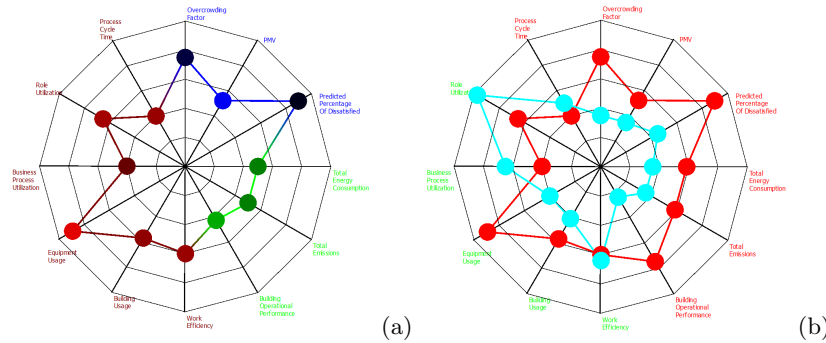 Overcrowding
Factor
PMV
Predicted
Percentage
Of Dissatisfied
Total
Energy
Consumption
Total
Emissions
Building
Operational
Performance
Work
Efficiency
Building
Usage
Equipment
Usage
Business
Process
Utilization
Role
Utilization
Process
Cycle
Time
(a)
Overcrowding
Factor
PMV
Predicted
Percentage
Of Dissatisfied
Total
Energy
Consumption
Total
Emissions
Building
Operational
Performance
Work
Efficiency
Building
Usage
Equipment
Usage
Business
Process
Utilization
Role
Utilization
Process
Cycle
Time
(b)